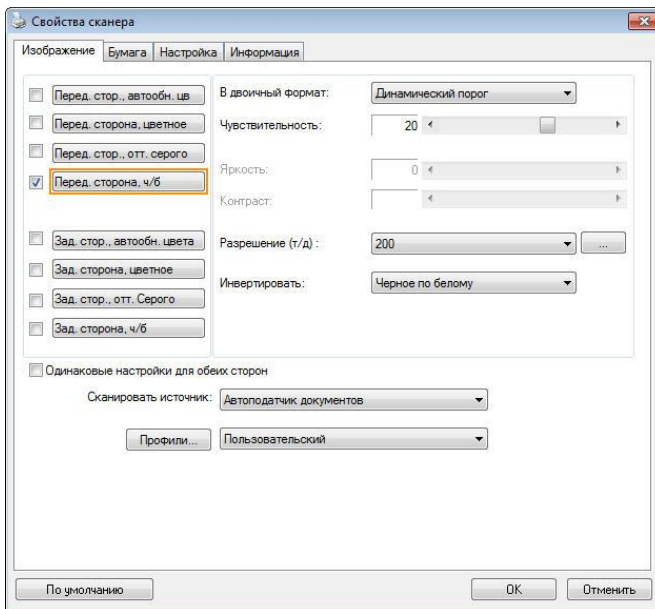 Свойства сканера
Изображение Бумага Настройка Информация
Перед. стор., автообн. цв
Перед. сторона, цветное
Перед. стор., отт. серого
Перед. сторона, ч/б
Зад. стор., автообн. цвета
Зад. сторона, цветное
Зад. стор., отт. Серого
Зад. сторона, ч/б
В двоичный формат: Динамический порог
Чувствительность: 20
Яркость: 0
Контраст:
Разрешение (т/д) : 200 ...
Инвертировать: Черное по белому
Одинаковые настройки для обеих сторон
Сканировать источник: Автоподатчик документов
Профили... Пользовательский
По умолчанию OK Отменить